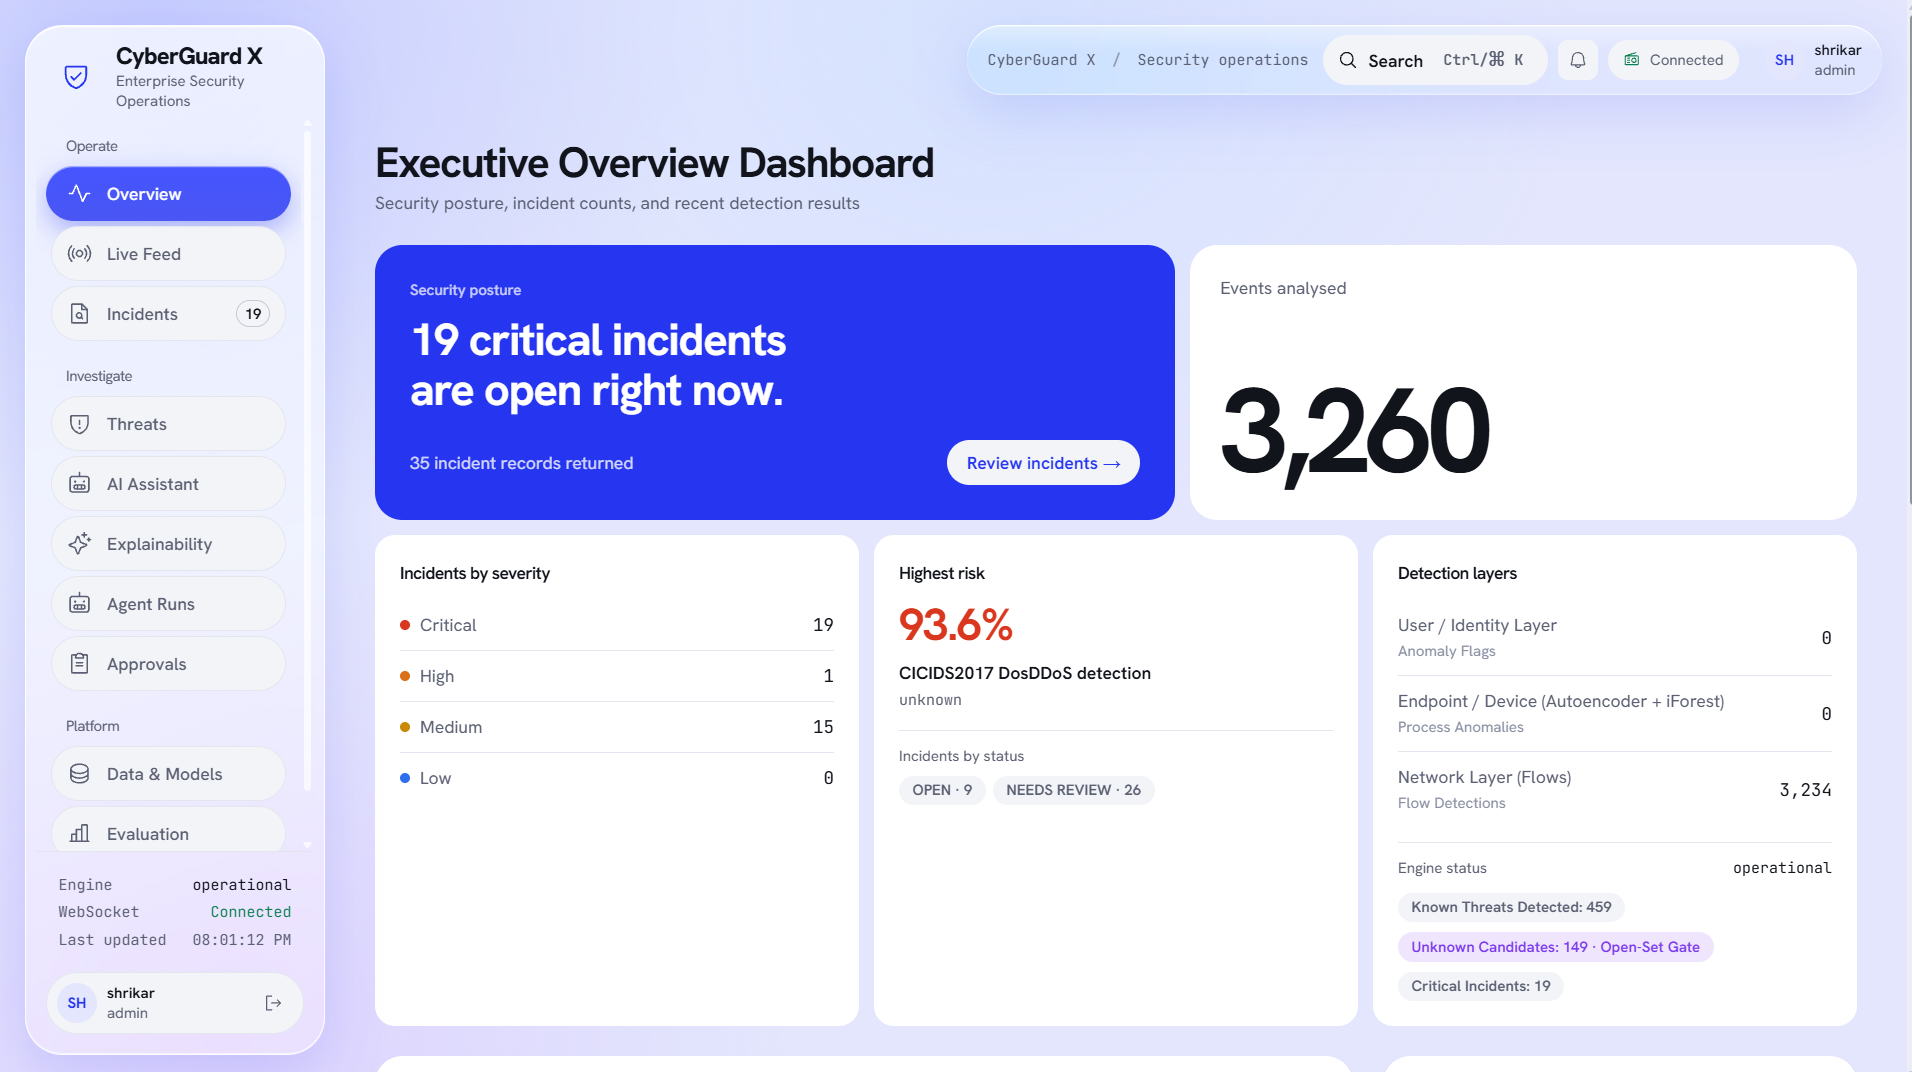 CyberGuard X
Enterprise Security
Operations
Operate
Overview
Live Feed
Incidents 19
Investigate
Threats
AI Assistant
Explainability
Agent Runs
Approvals
Platform
Data & Models
Evaluation
Engine operational
WebSocket Connected
Last updated 08:01:12 PM
SH shrikar
admin
CyberGuard X / Security operations
Search Ctrl/⌘ K
Connected
SH shrikar
admin
Executive Overview Dashboard
Security posture, incident counts, and recent detection results
Security posture
19 critical incidents
are open right now.
35 incident records returned
Review incidents →
Events analysed
3,260
Incidents by severity
Critical 19
High 1
Medium 15
Low 0
Highest risk
93.6%
CICIDS2017 DosDDoS detection
unknown
Incidents by status
OPEN · 9 NEEDS REVIEW · 26
Detection layers
User / Identity Layer 0
Anomaly Flags
Endpoint / Device (Autoencoder + iForest) 0
Process Anomalies
Network Layer (Flows) 3,234
Flow Detections
Engine status operational
Known Threats Detected: 459
Unknown Candidates: 149 · Open-Set Gate
Critical Incidents: 19